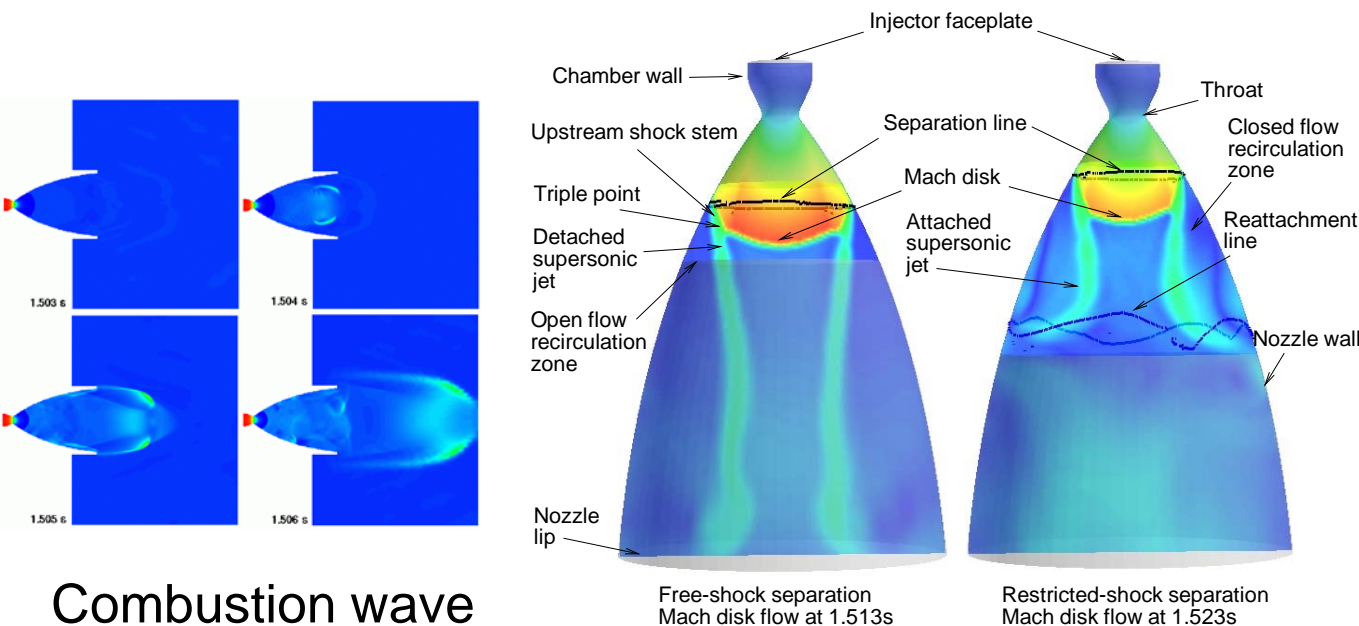 1.503 s
1.504 s
1.505 s
1.506 s
Combustion wave
Injector faceplate
Chamber wall
Throat
Upstream shock stem
Separation line
Closed flow
recirculation
zone
Triple point
Mach disk
Detached
supersonic
jet
Attached
supersonic
jet
Reattachment
line
Open flow
recirculation
zone
Nozzle wall
Nozzle
lip
Free-shock separation
Mach disk flow at 1.513s
Restricted-shock separation
Mach disk flow at 1.523s